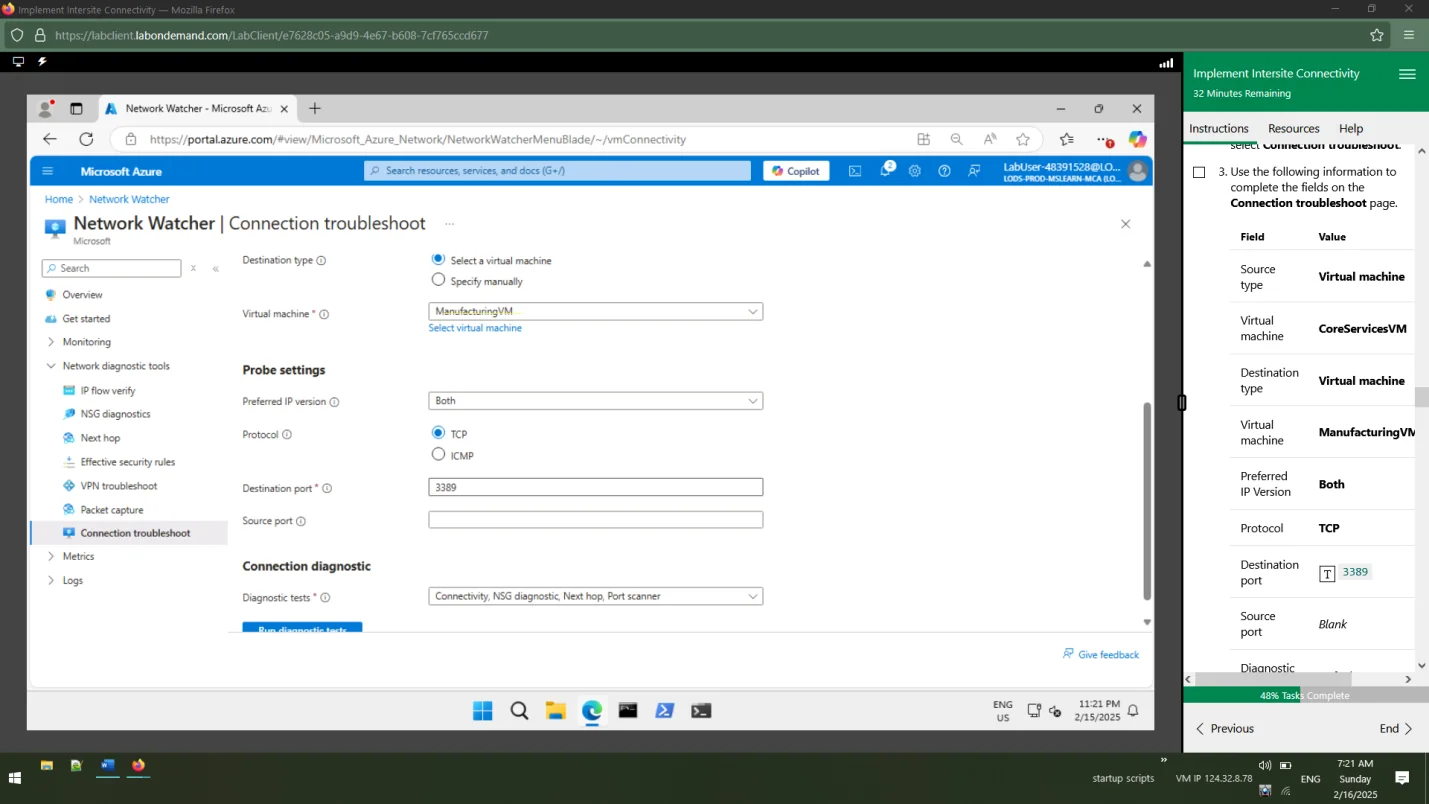 Implement Intersite Connectivity — Mozilla Firefox
https://labclient.labondemand.com/LabClient/e7628c05-a9d9-4e67-b608-7cf765ccd677
Network Watcher - Microsoft Azu
https://portal.azure.com/#view/Microsoft_Azure_Network/NetworkWatcherMenuBlade/~/vmConnectivity
Microsoft Azure
Search resources, services, and docs (G+/)
Copilot
2
LabUser-48391528@LO...
LODS-PROD-MSLEARN-MCA (LO...
Home > Network Watcher
Network Watcher | Connection troubleshoot ...
Microsoft
Search
Overview
Get started
Monitoring
Network diagnostic tools
IP flow verify
NSG diagnostics
Next hop
Effective security rules
VPN troubleshoot
Packet capture
Connection troubleshoot
Metrics
Logs
Destination type
Select a virtual machine
Specify manually
Virtual machine *
ManufacturingVM
Select virtual machine
Probe settings
Preferred IP version
Both
Protocol
TCP
ICMP
Destination port *
3389
Source port
Connection diagnostic
Diagnostic tests *
Connectivity, NSG diagnostic, Next hop, Port scanner
Run diagnostic tests
Give feedback
ENG
US
11:21 PM
2/15/2025
Implement Intersite Connectivity
32 Minutes Remaining
Instructions
Resources
Help
select Connection troubleshoot.
3. Use the following information to
complete the fields on the
Connection troubleshoot page.
Field Value
Source
type
Virtual machine
Virtual
machine
CoreServicesVM
Destination
type
Virtual machine
Virtual
machine
ManufacturingVM
Preferred
IP Version
Both
Protocol
TCP
Destination
port
T 3389
Source
port
Blank
Diagnostic
48% Tasks Complete
Previous
End
startup scripts
VM IP 124.32.8.78
ENG
7:21 AM
Sunday
2/16/2025